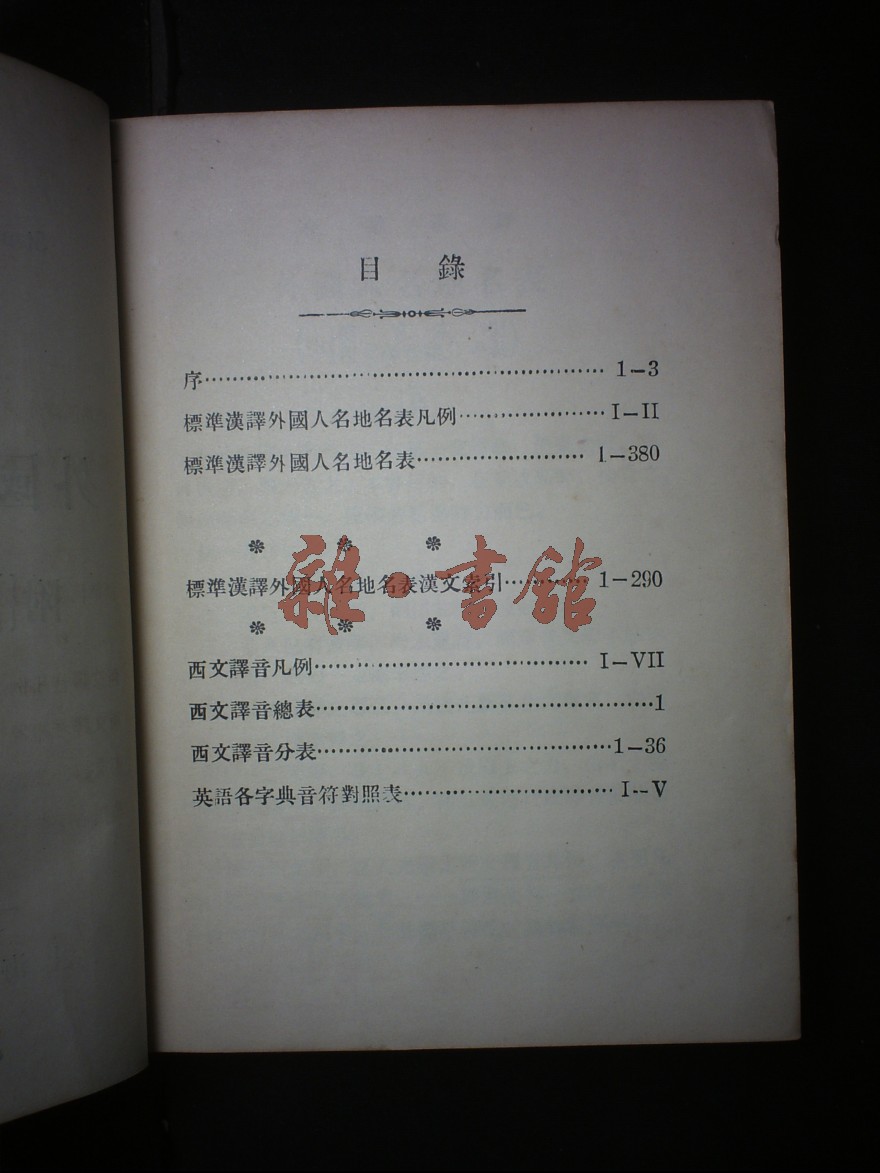 目 錄
序 1–3
標準漢譯外國人名地名表凡例 I–II
標準漢譯外國人名地名表 1–380
標準漢譯外國人名地名表漢文索引 1–290
雜·書館
西文譯音凡例 I–VII
西文譯音總表 1
西文譯音分表 1–36
英語各字典音符對照表 I–V